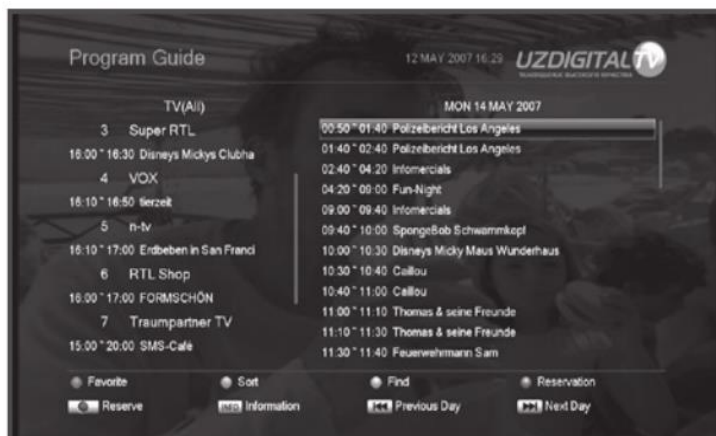 Program Guide
12 MAY 2007 16:29
UZDIGITALTV
TV(All)
3 Super RTL
16:00 ~ 16:30 Disneys Mickys Clubha
4 VOX
16:10 ~ 16:50 tierzeit
5 n-tv
16:10 ~ 17:00 Erdbeben in San Franci
6 RTL Shop
16:00 ~ 17:00 FORMSCHÖN
7 Traumpartner TV
15:00 ~ 20:00 SMS-Café
MON 14 MAY 2007
00:50 ~ 01:40 Polizeibericht Los Angeles
01:40 ~ 02:40 Polizeibericht Los Angeles
02:40 ~ 04:20 Infomercials
04:20 ~ 09:00 Fun-Night
09:00 ~ 09:40 Infomercials
09:40 ~ 10:00 SpongeBob Schwammkopf
10:00 ~ 10:30 Disneys Micky Maus Wunderhaus
10:30 ~ 10:40 Caillou
10:40 ~ 11:00 Caillou
11:00 ~ 11:10 Thomas & seine Freunde
11:10 ~ 11:30 Thomas & seine Freunde
11:30 ~ 11:40 Feuerwehrmann Sam
Favorite Sort Find Reservation
Reserve INFO Information Previous Day Next Day